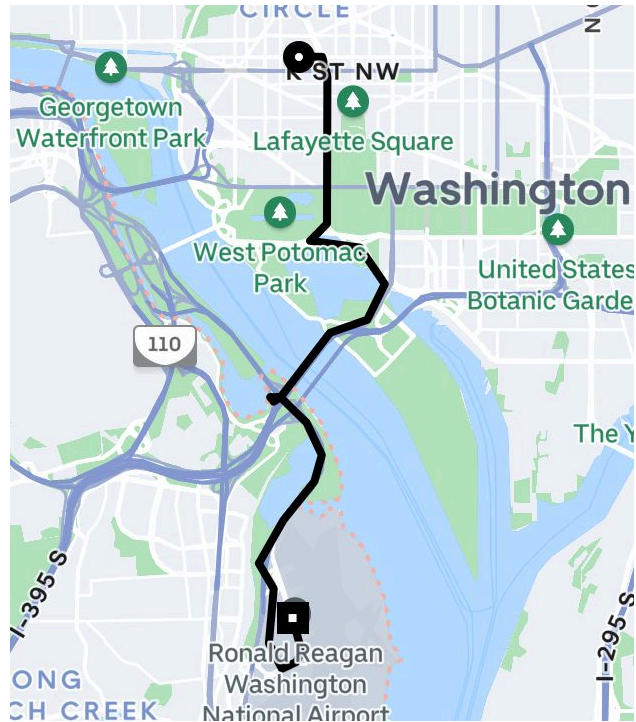 CIRCLE
NO
K ST NW
Georgetown
Waterfront Park
Lafayette Square
Washington
West Potomac
Park
United States
Botanic Garde
110
The Y
I-395 S
I-295 S
Ronald Reagan
Washington
National Airport
ONG
CH CREEK